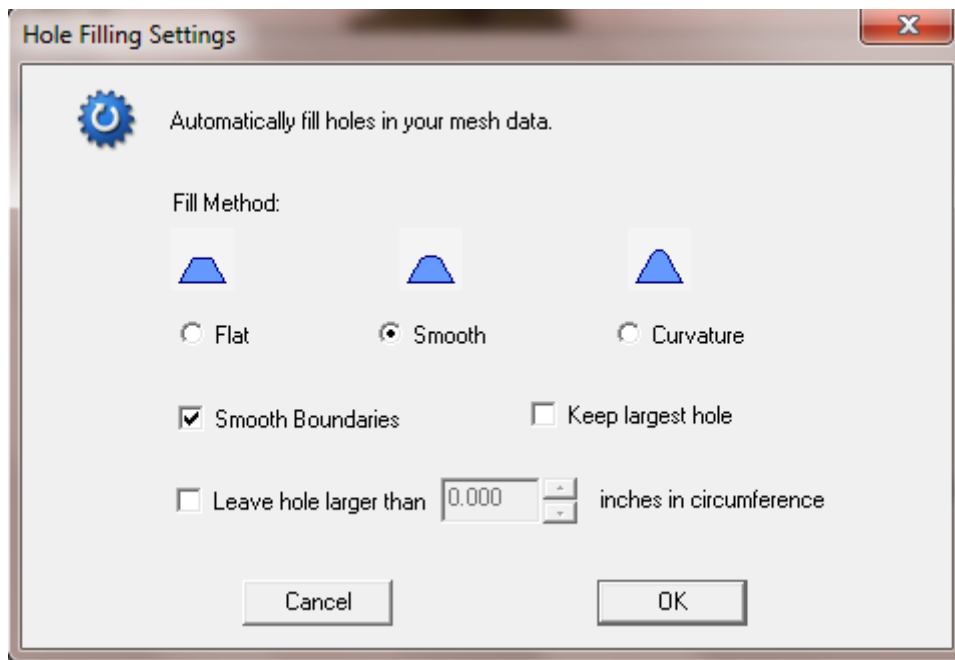 Hole Filling Settings
Automatically fill holes in your mesh data.
Fill Method:
Flat Smooth Curvature
Smooth Boundaries Keep largest hole
Leave hole larger than 0.000 inches in circumference
Cancel OK